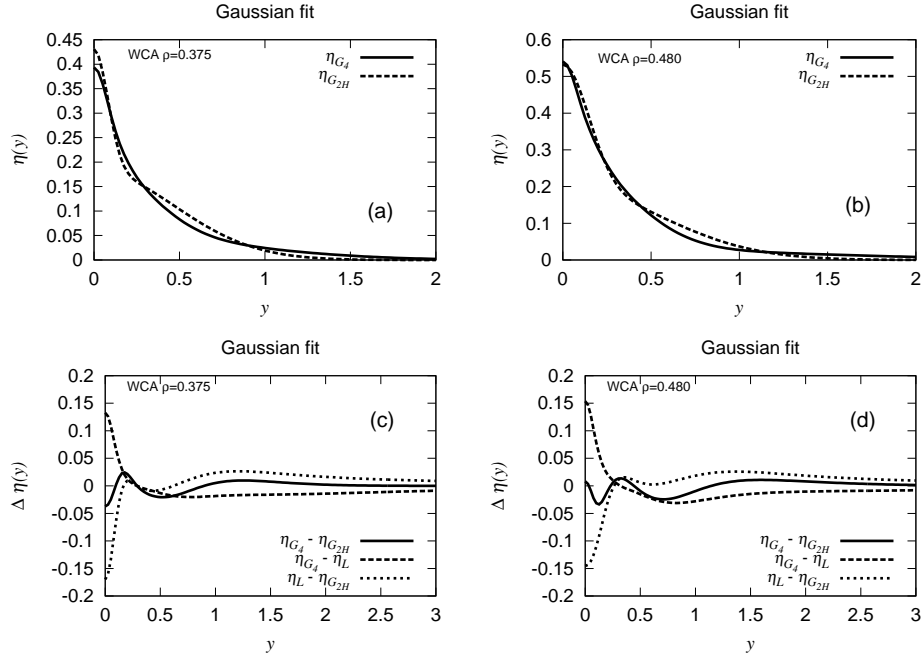 Gaussian fit
WCA ρ=0.375
η_{G_4}
η_{G_{2H}}
(a)
η(y)
0.45
0.4
0.35
0.3
0.25
0.2
0.15
0.1
0.05
0
0 0.5 1 1.5 2
y
Gaussian fit
WCA ρ=0.480
η_{G_4}
η_{G_{2H}}
(b)
η(y)
0.6
0.5
0.4
0.3
0.2
0.1
0
0 0.5 1 1.5 2
y
Gaussian fit
WCA ρ=0.375
(c)
Δ η(y)
0.2
0.15
0.1
0.05
0
-0.05
-0.1
-0.15
-0.2
η_{G_4} - η_{G_{2H}}
η_{G_4} - η_L
η_L - η_{G_{2H}}
0 0.5 1 1.5 2 2.5 3
y
Gaussian fit
WCA ρ=0.480
(d)
Δ η(y)
0.2
0.15
0.1
0.05
0
-0.05
-0.1
-0.15
-0.2
η_{G_4} - η_{G_{2H}}
η_{G_4} - η_L
η_L - η_{G_{2H}}
0 0.5 1 1.5 2 2.5 3
y